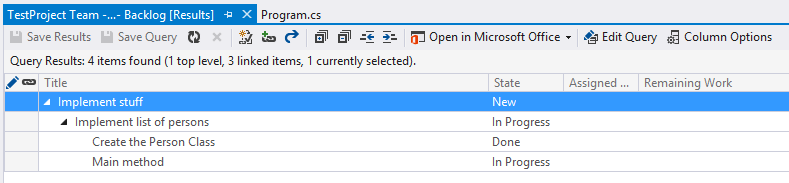 TestProject Team -...- Backlog [Results] Program.cs
Save Results Save Query Open in Microsoft Office Edit Query Column Options
Query Results: 4 items found (1 top level, 3 linked items, 1 currently selected).
Title State Assigned ... Remaining Work
Implement stuff New
Implement list of persons In Progress
Create the Person Class Done
Main method In Progress